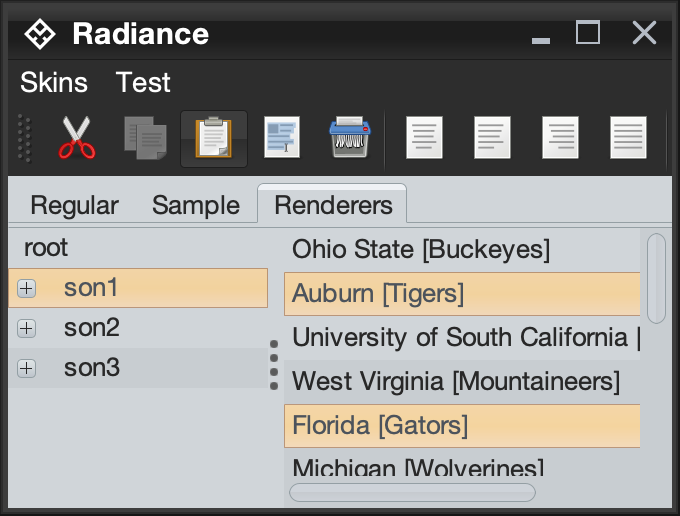 Radiance
Skins Test
Regular Sample Renderers
root
son1
son2
son3
Ohio State [Buckeyes]
Auburn [Tigers]
University of South California [
West Virginia [Mountaineers]
Florida [Gators]
Michigan [Wolverines]